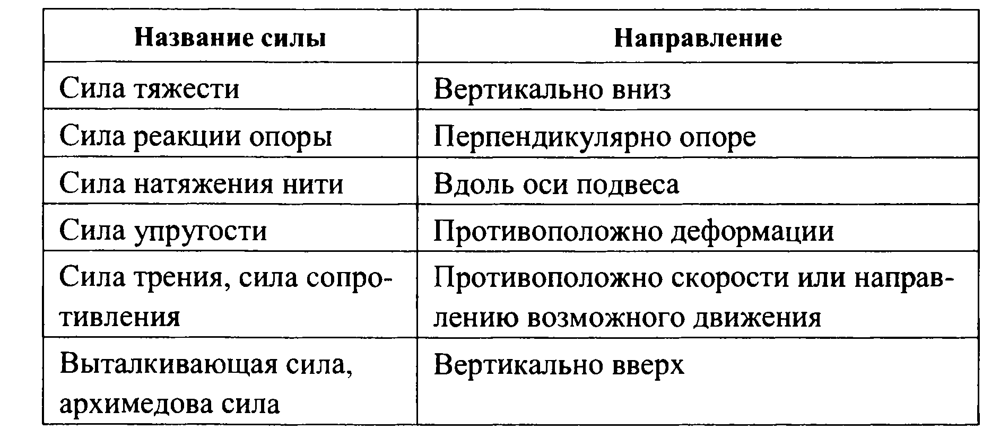 Название силы Направление
Сила тяжести Вертикально вниз
Сила реакции опоры Перпендикулярно опоре
Сила натяжения нити Вдоль оси подвеса
Сила упругости Противоположно деформации
Сила трения, сила сопро-
тивления
Противоположно скорости или направ-
лению возможного движения
Выталкивающая сила,
архимедова сила
Вертикально вверх